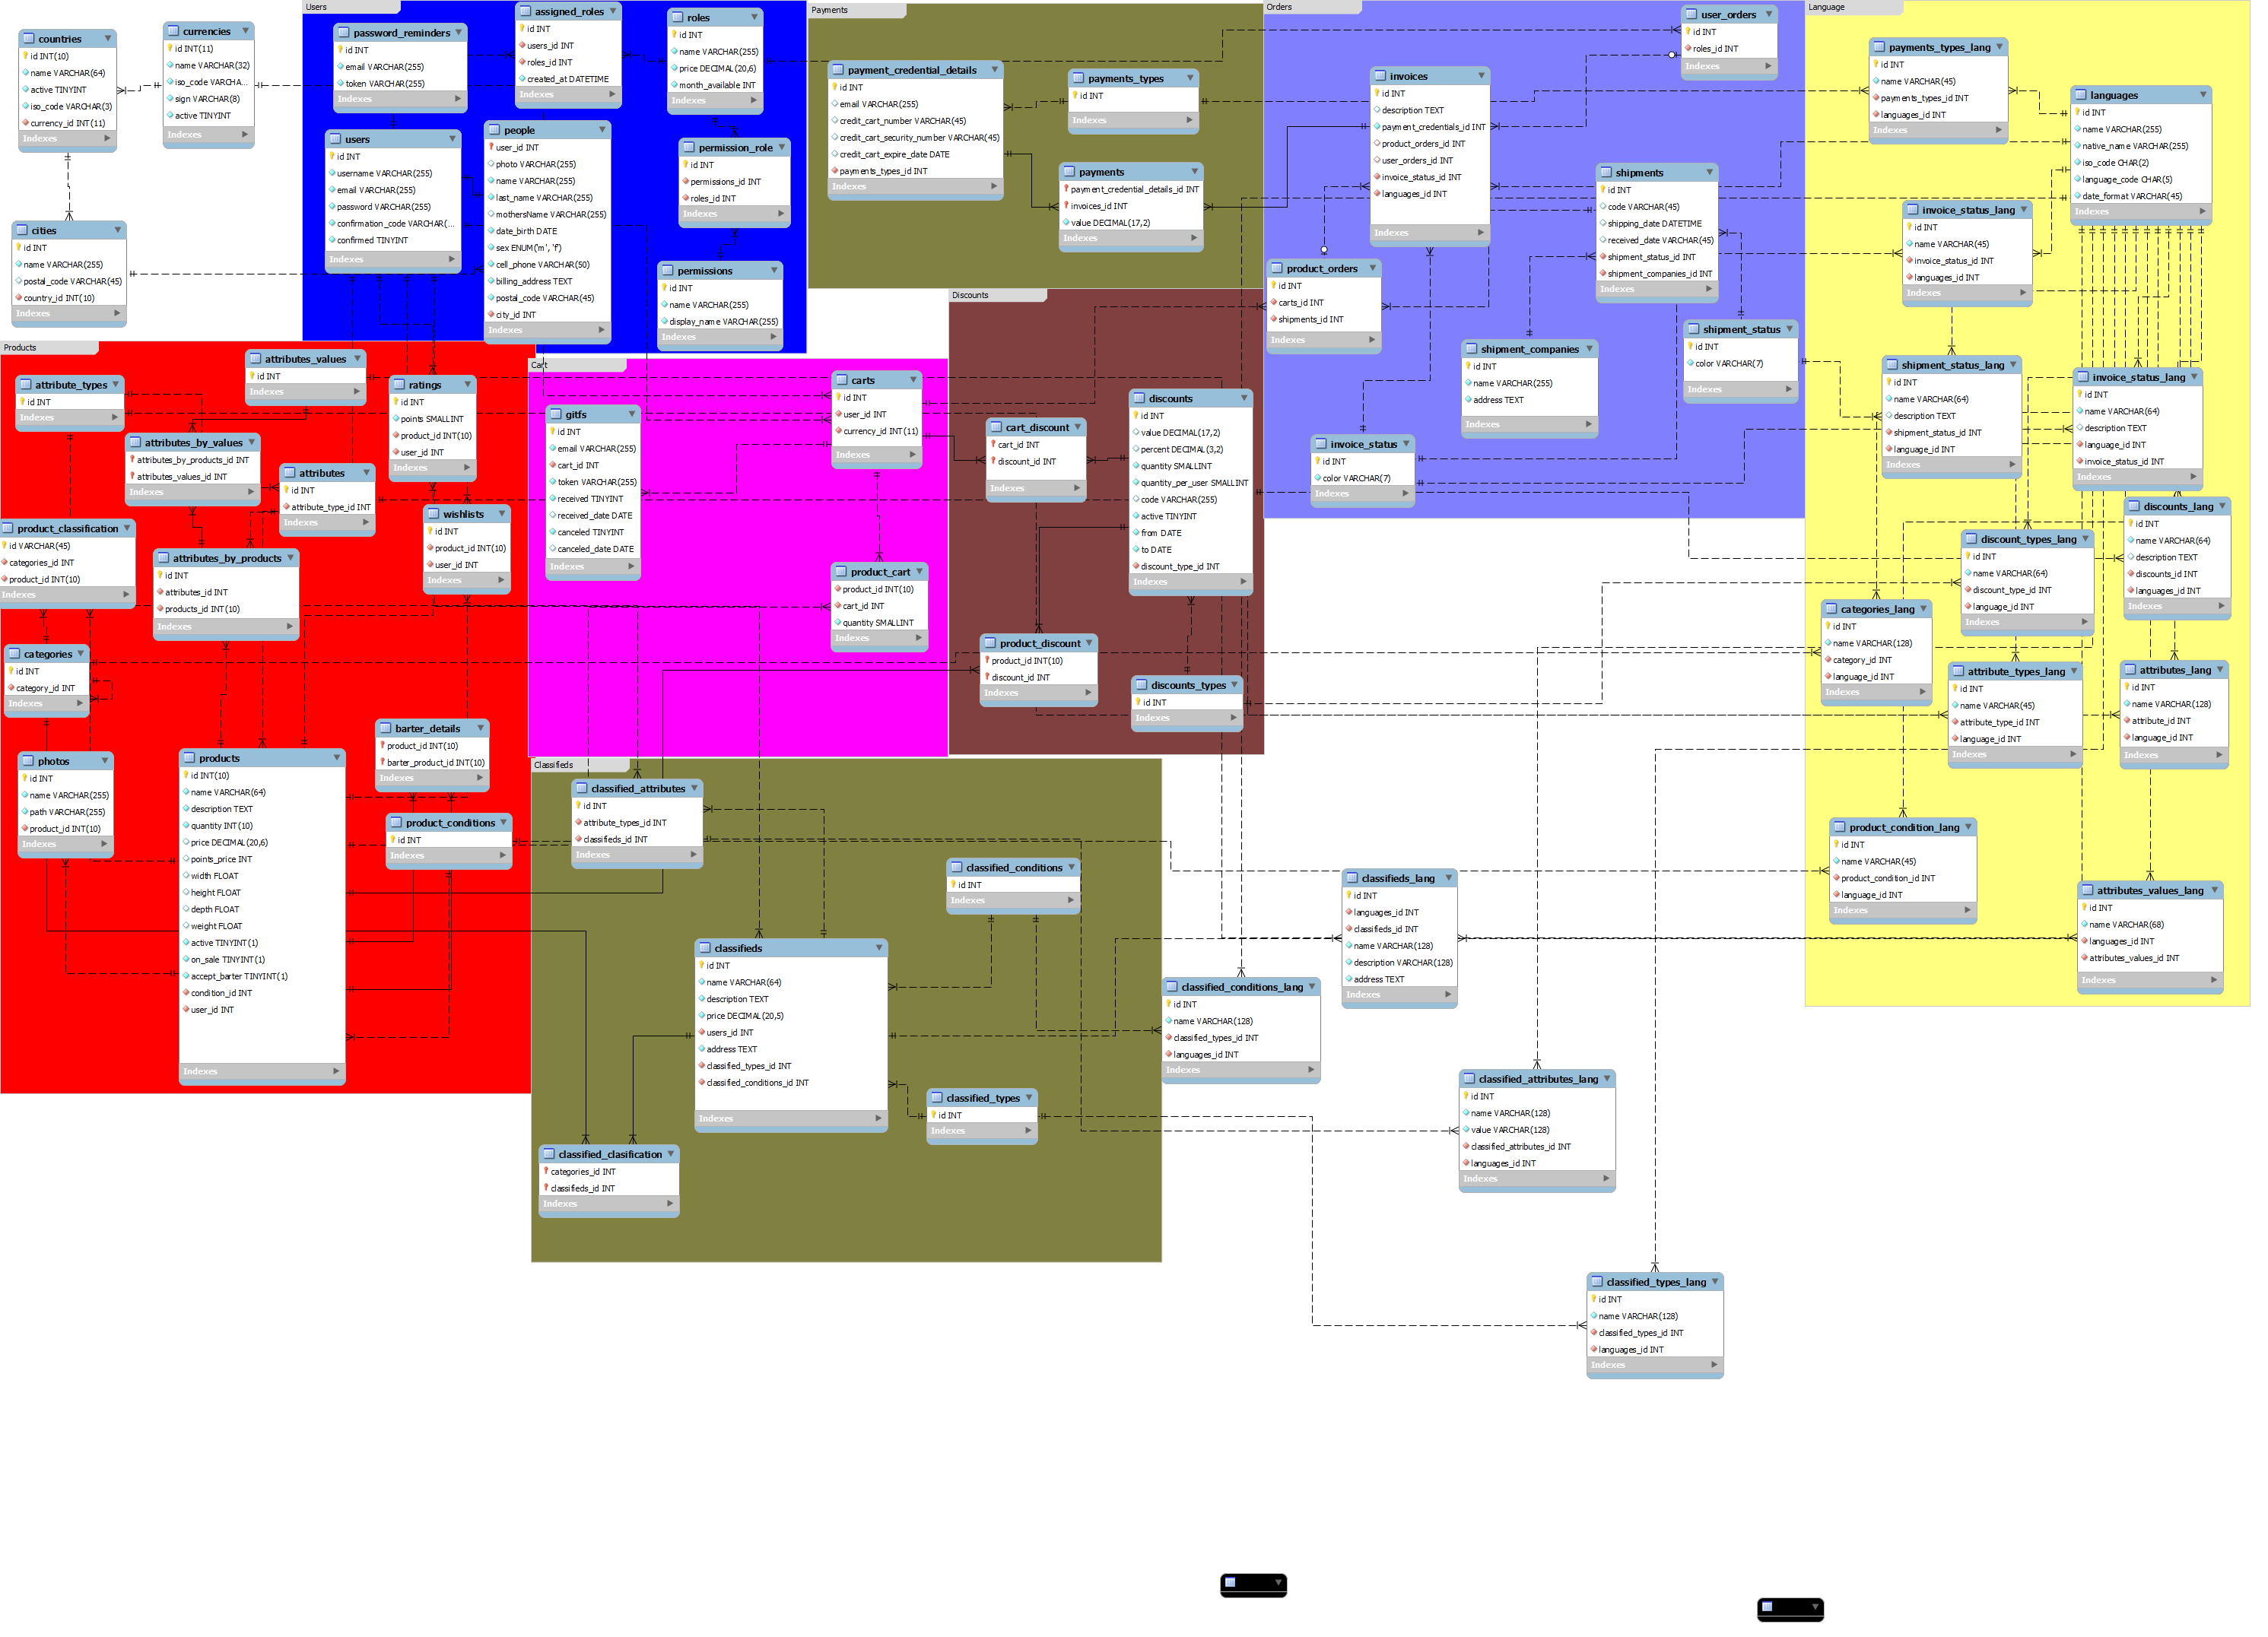 countries
id INT(10)
name VARCHAR(64)
active TINYINT
iso_code VARCHAR(3)
currency_id INT(11)
Indexes
currencies
id INT(11)
name VARCHAR(32)
iso_code VARCHA...
sign VARCHAR(8)
active TINYINT
Indexes
cities
id INT
name VARCHAR(255)
postal_code VARCHAR(45)
country_id INT(10)
Indexes
Users
password_reminders
id INT
email VARCHAR(255)
token VARCHAR(255)
Indexes
assigned_roles
id INT
users_id INT
roles_id INT
created_at DATETIME
Indexes
roles
id INT
name VARCHAR(255)
price DECIMAL(20,6)
month_available INT
Indexes
users
id INT
username VARCHAR(255)
email VARCHAR(255)
password VARCHAR(255)
confirmation_code VARCHAR(...
confirmed TINYINT
Indexes
people
user_id INT
photo VARCHAR(255)
name VARCHAR(255)
last_name VARCHAR(255)
mothersName VARCHAR(255)
date_birth DATE
sex ENUM('m', 'f')
cell_phone VARCHAR(50)
billing_address TEXT
postal_code VARCHAR(45)
city_id INT
Indexes
permission_role
id INT
permissions_id INT
roles_id INT
Indexes
permissions
id INT
name VARCHAR(255)
display_name VARCHAR(255)
Indexes
Payments
payment_credential_details
id INT
email VARCHAR(255)
credit_cart_number VARCHAR(45)
credit_cart_security_number VARCHAR(45)
credit_cart_expire_date DATE
payments_types_id INT
Indexes
payments_types
id INT
Indexes
payments
payment_credential_details_id INT
invoices_id INT
value DECIMAL(17,2)
Indexes
Orders
user_orders
id INT
roles_id INT
Indexes
invoices
id INT
description TEXT
payment_credentials_id INT
product_orders_id INT
user_orders_id INT
invoice_status_id INT
languages_id INT
Indexes
shipments
id INT
code VARCHAR(45)
shipping_date DATETIME
received_date VARCHAR(45)
shipment_status_id INT
shipment_companies_id INT
Indexes
product_orders
id INT
carts_id INT
shipments_id INT
Indexes
shipment_companies
id INT
name VARCHAR(255)
address TEXT
Indexes
shipment_status
id INT
color VARCHAR(7)
Indexes
invoice_status
id INT
color VARCHAR(7)
Indexes
Language
payments_types_lang
id INT
name VARCHAR(45)
payments_types_id INT
languages_id INT
Indexes
languages
id INT
name VARCHAR(255)
native_name VARCHAR(255)
iso_code CHAR(2)
language_code CHAR(5)
date_format VARCHAR(45)
Indexes
invoice_status_lang
id INT
name VARCHAR(45)
invoice_status_id INT
languages_id INT
Indexes
shipment_status_lang
id INT
name VARCHAR(64)
description TEXT
shipment_status_id INT
language_id INT
Indexes
invoice_status_lang
id INT
name VARCHAR(64)
description TEXT
language_id INT
invoice_status_id INT
Indexes
discounts_lang
id INT
name VARCHAR(64)
description TEXT
discounts_id INT
languages_id INT
Indexes
discount_types_lang
id INT
name VARCHAR(64)
discount_type_id INT
language_id INT
Indexes
categories_lang
id INT
name VARCHAR(128)
category_id INT
language_id INT
Indexes
attribute_types_lang
id INT
name VARCHAR(45)
attribute_type_id INT
language_id INT
Indexes
attributes_lang
id INT
name VARCHAR(128)
attribute_id INT
language_id INT
Indexes
product_condition_lang
id INT
name VARCHAR(45)
product_condition_id INT
language_id INT
Indexes
attributes_values_lang
id INT
name VARCHAR(68)
languages_id INT
attributes_values_id INT
Indexes
Products
attributes_values
id INT
Indexes
attribute_types
id INT
Indexes
ratings
id INT
points SMALLINT
product_id INT(10)
user_id INT
Indexes
attributes_by_values
attributes_by_products_id INT
attributes_values_id INT
Indexes
attributes
id INT
attribute_type_id INT
Indexes
product_classification
id VARCHAR(45)
categories_id INT
product_id INT(10)
Indexes
wishlists
id INT
product_id INT(10)
user_id INT
Indexes
attributes_by_products
id INT
attributes_id INT
products_id INT(10)
Indexes
categories
id INT
category_id INT
Indexes
photos
id INT
name VARCHAR(255)
path VARCHAR(255)
product_id INT(10)
Indexes
products
id INT(10)
name VARCHAR(64)
description TEXT
quantity INT(10)
price DECIMAL(20,6)
points_price INT
width FLOAT
height FLOAT
depth FLOAT
weight FLOAT
active TINYINT(1)
on_sale TINYINT(1)
accept_barter TINYINT(1)
condition_id INT
user_id INT
Indexes
barter_details
product_id INT(10)
barter_product_id INT(10)
Indexes
product_conditions
id INT
Indexes
Cart
gitfs
id INT
email VARCHAR(255)
cart_id INT
token VARCHAR(255)
received TINYINT
received_date DATE
canceled TINYINT
canceled_date DATE
Indexes
carts
id INT
user_id INT
currency_id INT(11)
Indexes
product_cart
product_id INT(10)
cart_id INT
quantity SMALLINT
Indexes
Discounts
cart_discount
cart_id INT
discount_id INT
Indexes
discounts
id INT
value DECIMAL(17,2)
percent DECIMAL(3,2)
quantity SMALLINT
quantity_per_user SMALLINT
code VARCHAR(255)
active TINYINT
from DATE
to DATE
discount_type_id INT
Indexes
product_discount
product_id INT(10)
discount_id INT
Indexes
discounts_types
id INT
Indexes
Classifieds
classified_attributes
id INT
attribute_types_id INT
classifieds_id INT
Indexes
classified_conditions
id INT
Indexes
classifieds
id INT
name VARCHAR(64)
description TEXT
price DECIMAL(20,5)
users_id INT
address TEXT
classified_types_id INT
classified_conditions_id INT
Indexes
classified_types
id INT
Indexes
classified_clasification
categories_id INT
classifieds_id INT
Indexes
classifieds_lang
id INT
languages_id INT
classifieds_id INT
name VARCHAR(128)
description VARCHAR(128)
address TEXT
Indexes
classified_conditions_lang
id INT
name VARCHAR(128)
classified_types_id INT
languages_id INT
Indexes
classified_attributes_lang
id INT
name VARCHAR(128)
value VARCHAR(128)
classified_attributes_id INT
languages_id INT
Indexes
classified_types_lang
id INT
name VARCHAR(128)
classified_types_id INT
languages_id INT
Indexes